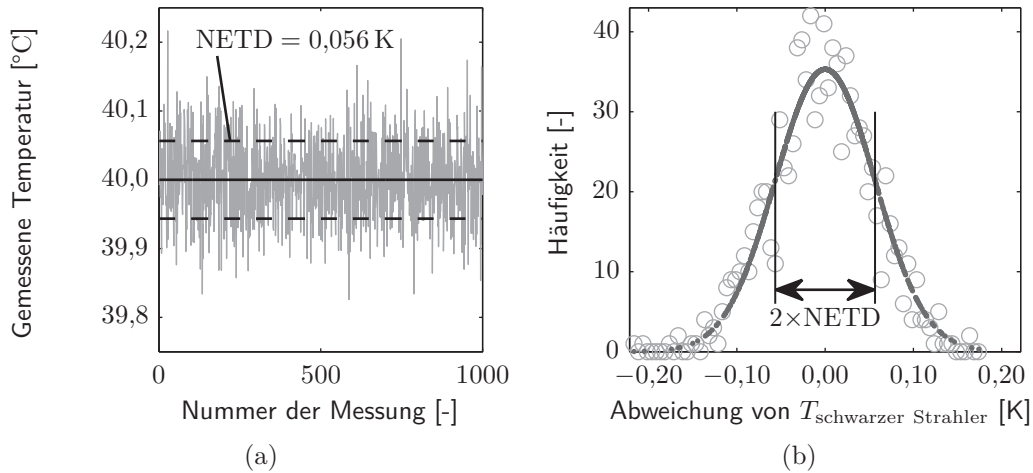 40,2
40,1
40,0
39,9
39,8
Gemessene Temperatur [°C]
NETD = 0,056 K
0
500
1000
Nummer der Messung [-]
(a)
40
30
20
10
0
Häufigkeit [-]
2×NETD
−0,20
−0,10
0,00
0,10
0,20
Abweichung von T schwarzer Strahler [K]
(b)